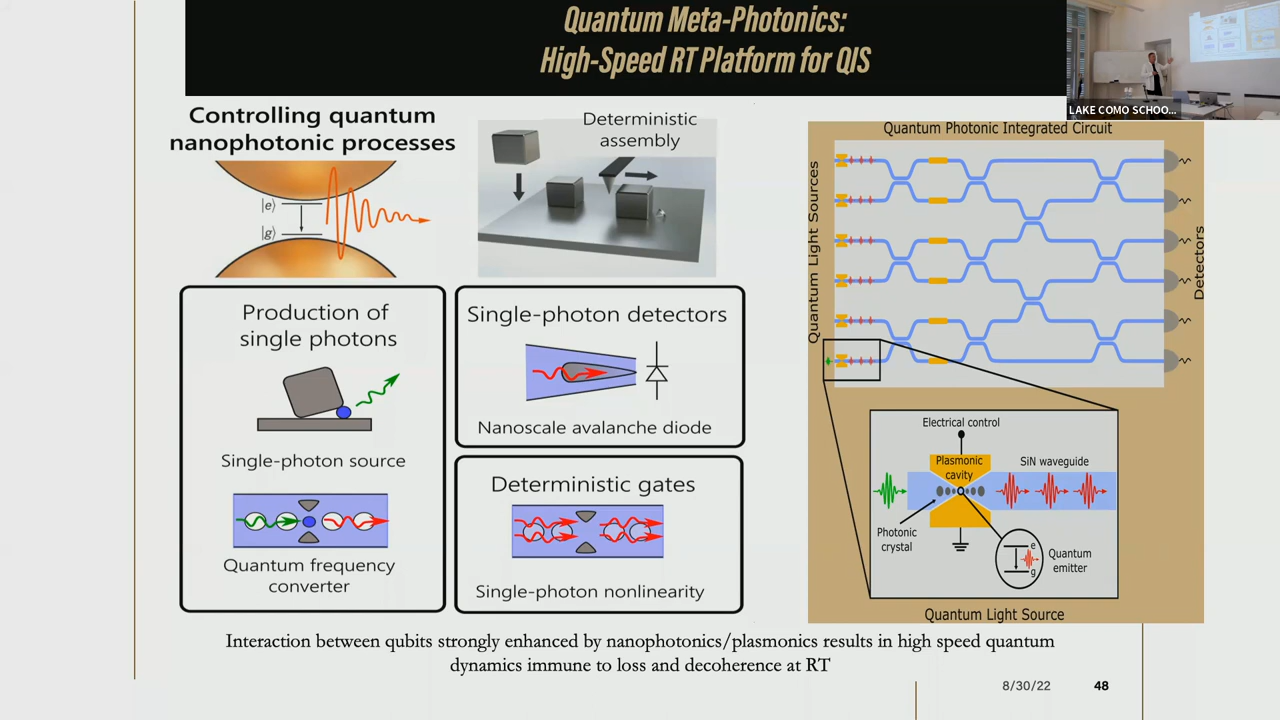 Quantum Meta-Photonics:
High-Speed RT Platform for QIS
LAKE COMO SCHOO...
Controlling quantum
nanophotonic processes
|e⟩
|g⟩
Deterministic
assembly
Production of
single photons
Single-photon source
Quantum frequency
converter
Single-photon detectors
Nanoscale avalanche diode
Deterministic gates
Single-photon nonlinearity
Quantum Photonic Integrated Circuit
Quantum Light Sources
Detectors
Electrical control
Plasmonic
cavity
SiN waveguide
Photonic
crystal
e
g
Quantum
emitter
Quantum Light Source
Interaction between qubits strongly enhanced by nanophotonics/plasmonics results in high speed quantum
dynamics immune to loss and decoherence at RT
8/30/22
48